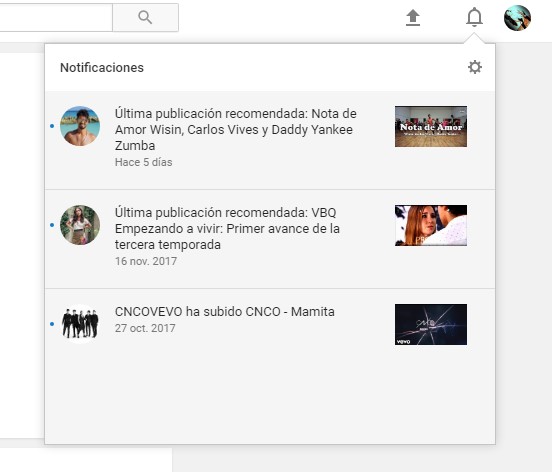 Notificaciones
Última publicación recomendada: Nota de
Amor Wisin, Carlos Vives y Daddy Yankee
Zumba
Hace 5 días
Nota de Amor
Última publicación recomendada: VBQ
Empezando a vivir: Primer avance de la
tercera temporada
16 nov. 2017
CNCOVEVO ha subido CNCO - Mamita
27 oct. 2017
vevo